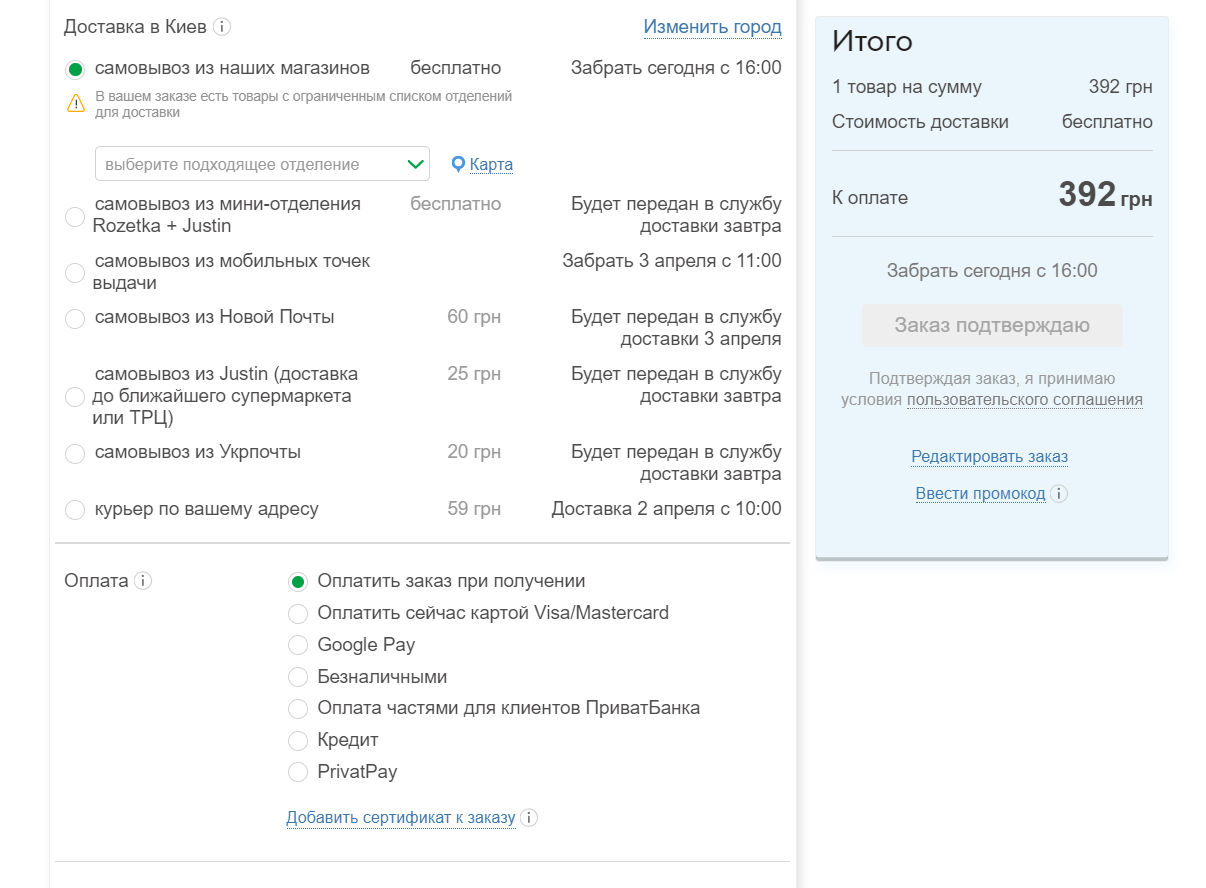 Доставка в Киев
Изменить город
самовывоз из наших магазинов бесплатно Забрать сегодня с 16:00
В вашем заказе есть товары с ограниченным списком отделений
для доставки
выберите подходящее отделение
Карта
самовывоз из мини-отделения бесплатно Будет передан в службу
Rozetka + Justin доставки завтра
самовывоз из мобильных точек Забрать 3 апреля с 11:00
выдачи
самовывоз из Новой Почты 60 грн Будет передан в службу
доставки 3 апреля
самовывоз из Justin (доставка 25 грн Будет передан в службу
до ближайшего супермаркета доставки завтра
или ТРЦ)
самовывоз из Укрпочты 20 грн Будет передан в службу
доставки завтра
курьер по вашему адресу 59 грн Доставка 2 апреля с 10:00
Оплата
Оплатить заказ при получении
Оплатить сейчас картой Visa/Mastercard
Google Pay
Безналичными
Оплата частями для клиентов ПриватБанка
Кредит
PrivatPay
Добавить сертификат к заказу
Итого
1 товар на сумму 392 грн
Стоимость доставки бесплатно
К оплате 392 грн
Забрать сегодня с 16:00
Заказ подтверждаю
Подтверждая заказ, я принимаю
условия пользовательского соглашения
Редактировать заказ
Ввести промокод